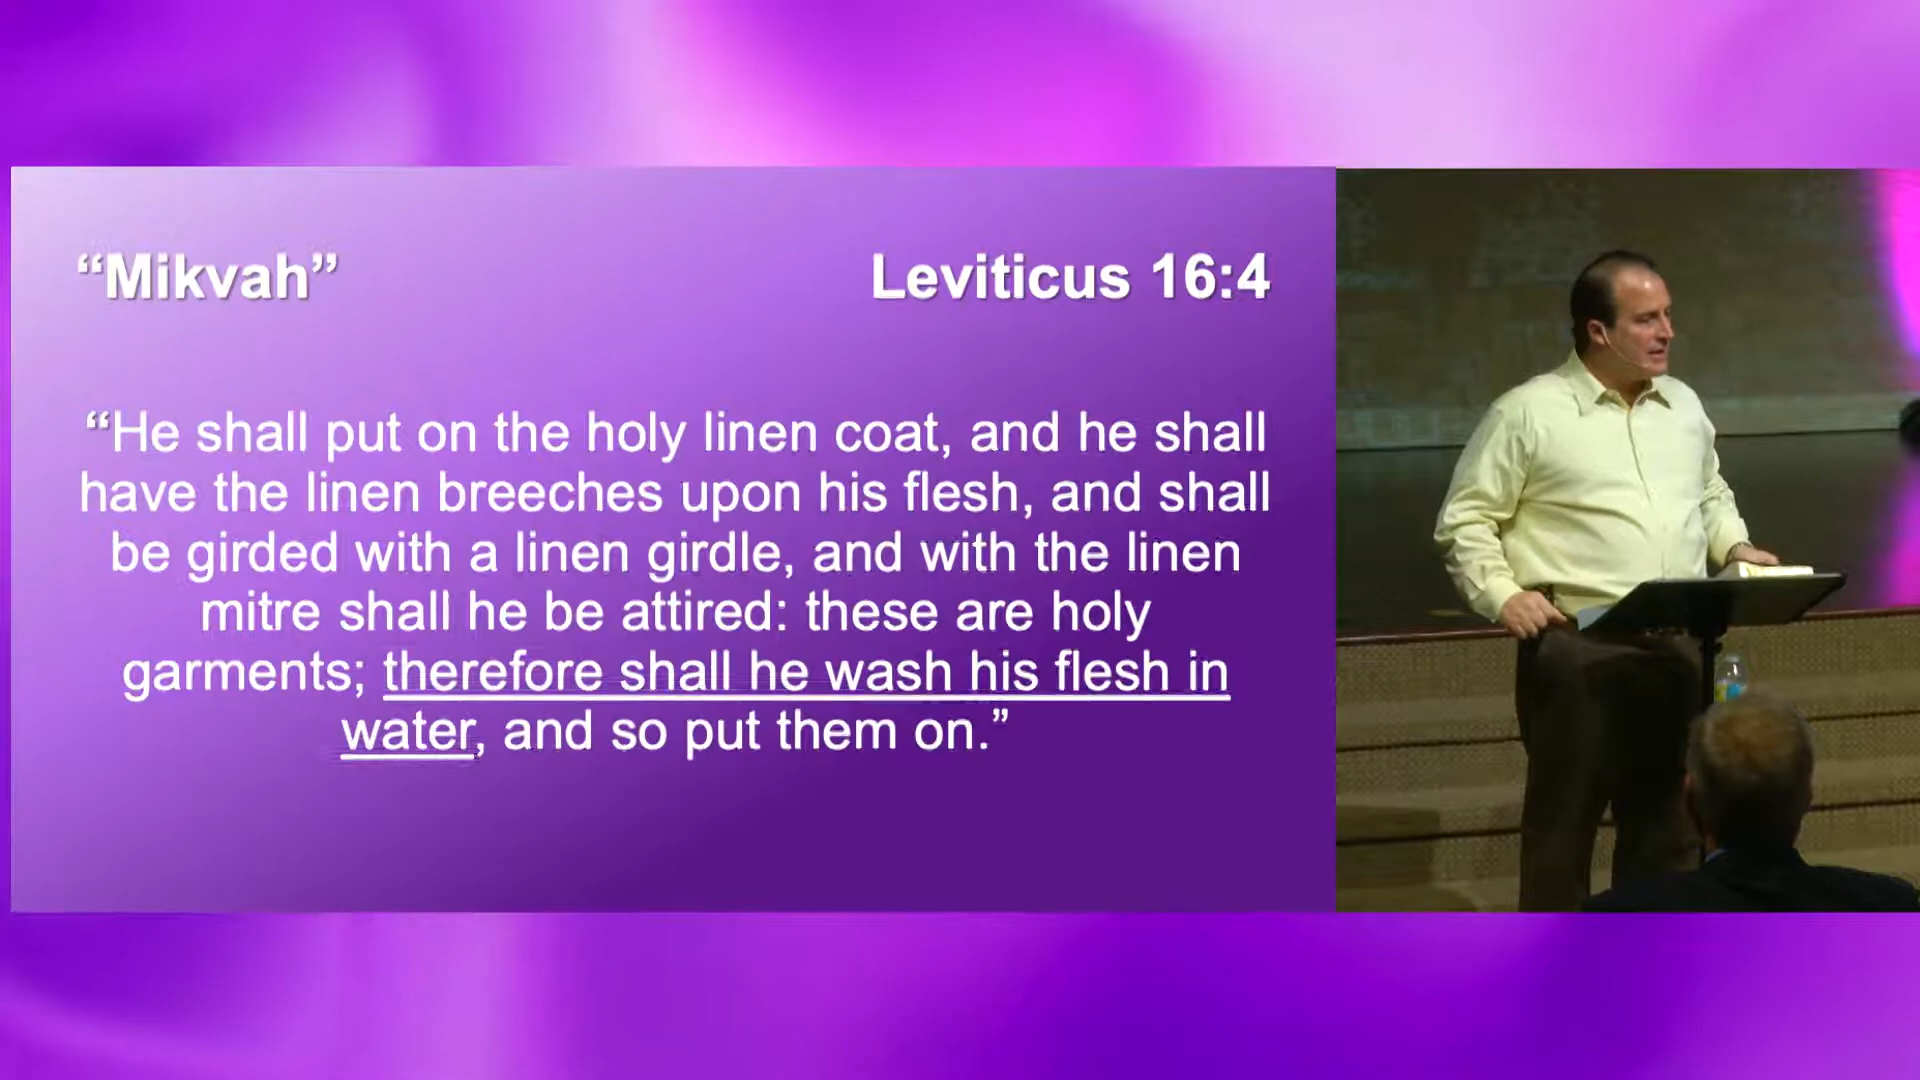 “Mikvah” Leviticus 16:4
“He shall put on the holy linen coat, and he shall
have the linen breeches upon his flesh, and shall
be girded with a linen girdle, and with the linen
mitre shall he be attired: these are holy
garments; therefore shall he wash his flesh in
water, and so put them on.”